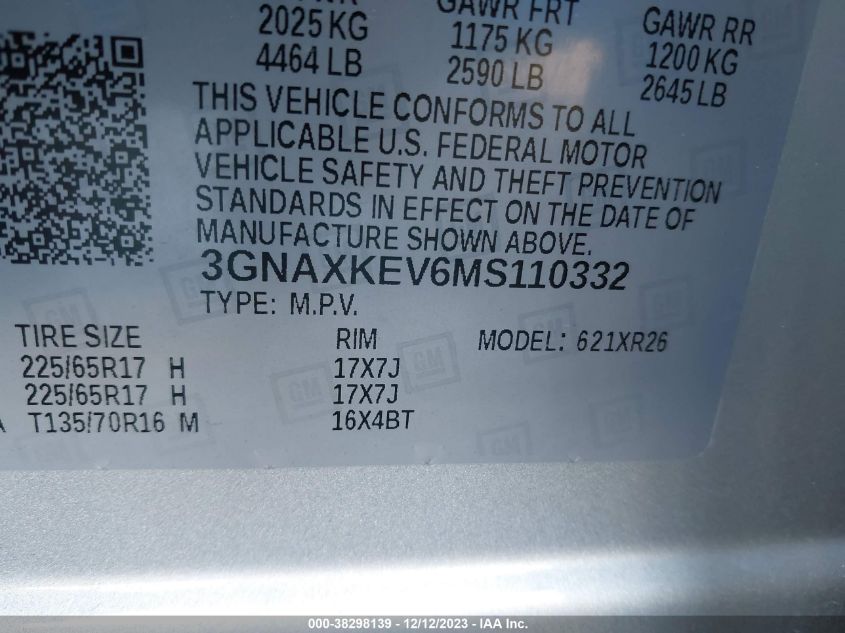 2025 KG
4464 LB
GAWR FRT
1175 KG
2590 LB
GAWR RR
1200 KG
2645 LB
THIS VEHICLE CONFORMS TO ALL
APPLICABLE U.S. FEDERAL MOTOR
VEHICLE SAFETY AND THEFT PREVENTION
STANDARDS IN EFFECT ON THE DATE OF
MANUFACTURE SHOWN ABOVE.
3GNAXKEV6MS110332
TYPE: M.P.V.
TIRE SIZE RIM MODEL: 621XR26
225/65R17 H 17X7J
225/65R17 H 17X7J
T135/70R16 M 16X4BT
GM
000-38298139 - 12/12/2023 - IAA Inc.